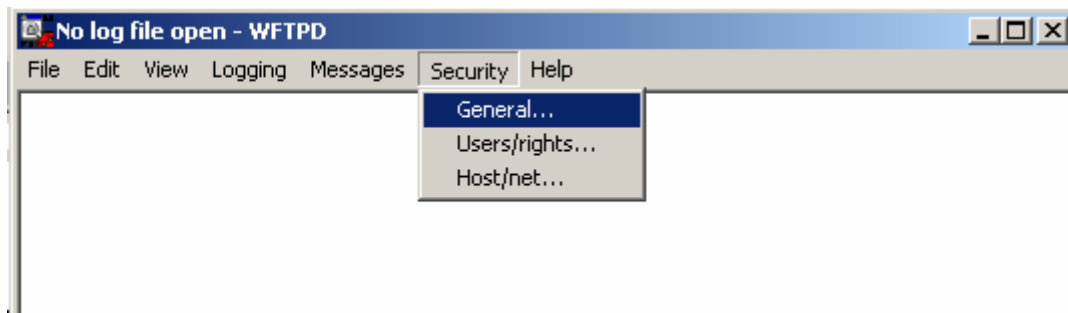 No log file open - WFTPD
File Edit View Logging Messages Security Help
General...
Users/rights...
Host/net...